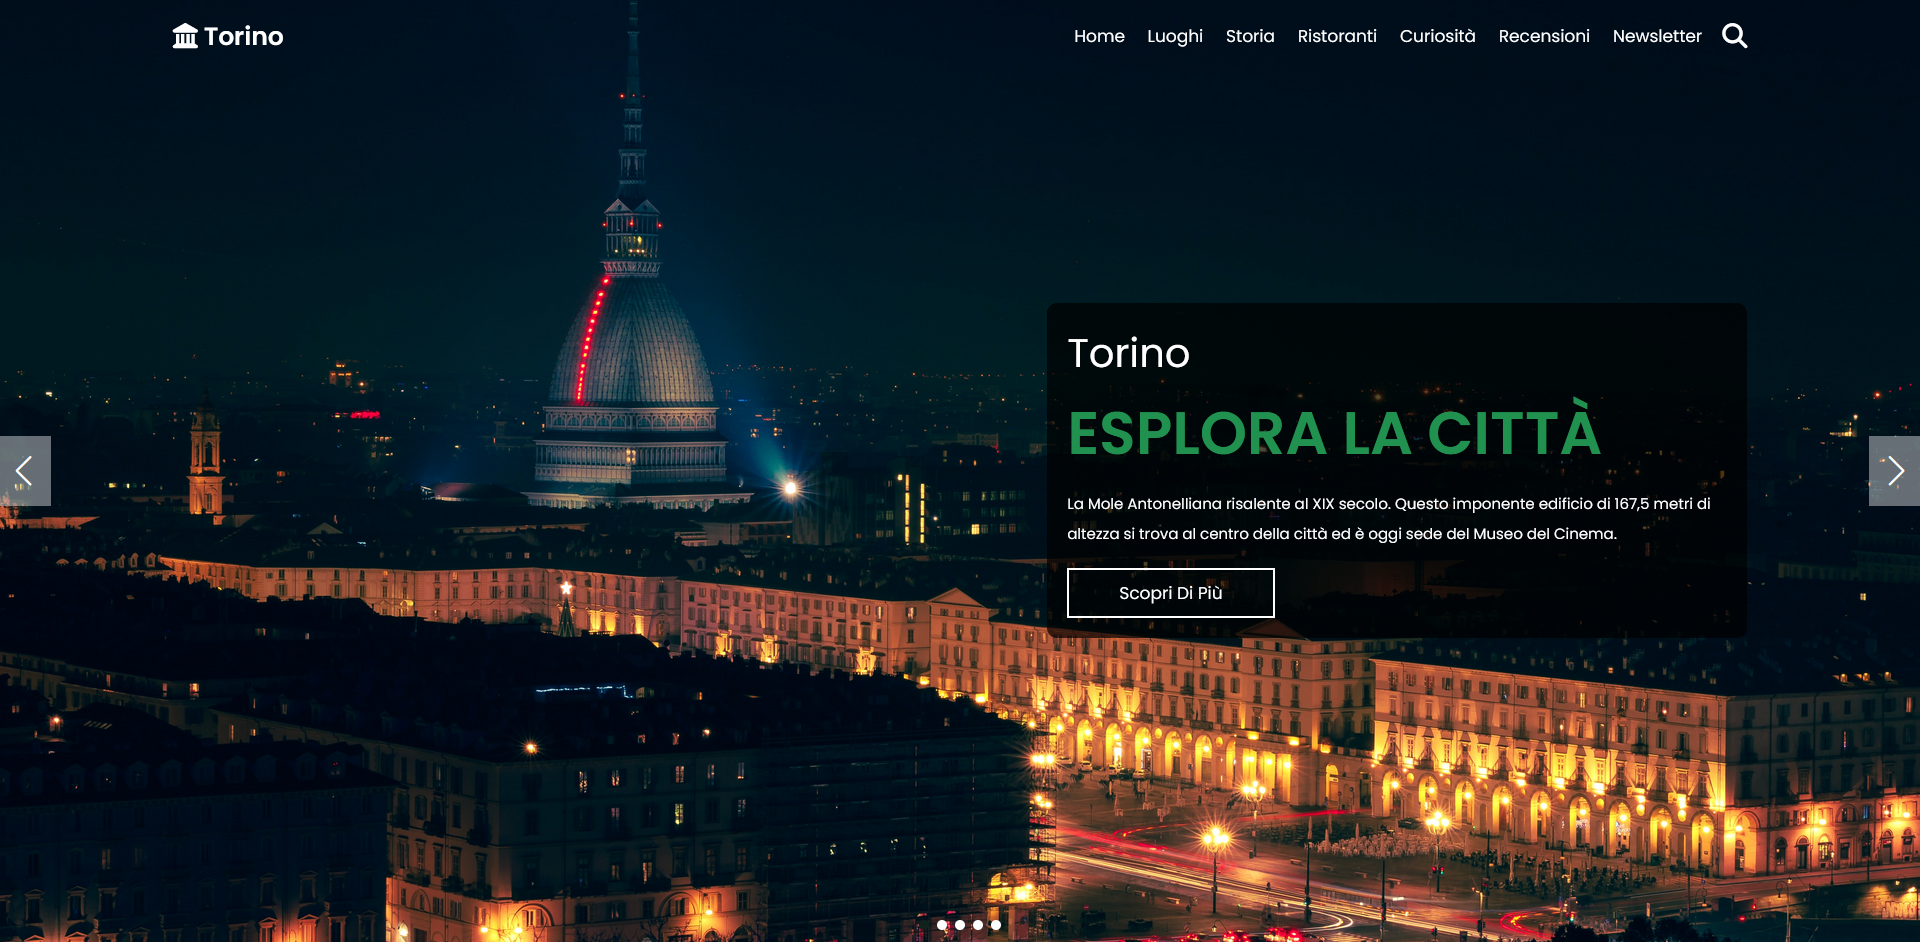 Torino
Home Luoghi Storia Ristoranti Curiosità Recensioni Newsletter
Torino
ESPLORA LA CITTÀ
La Mole Antonelliana risalente al XIX secolo. Questo imponente edificio di 167,5 metri di
altezza si trova al centro della città ed è oggi sede del Museo del Cinema.
Scopri Di Più